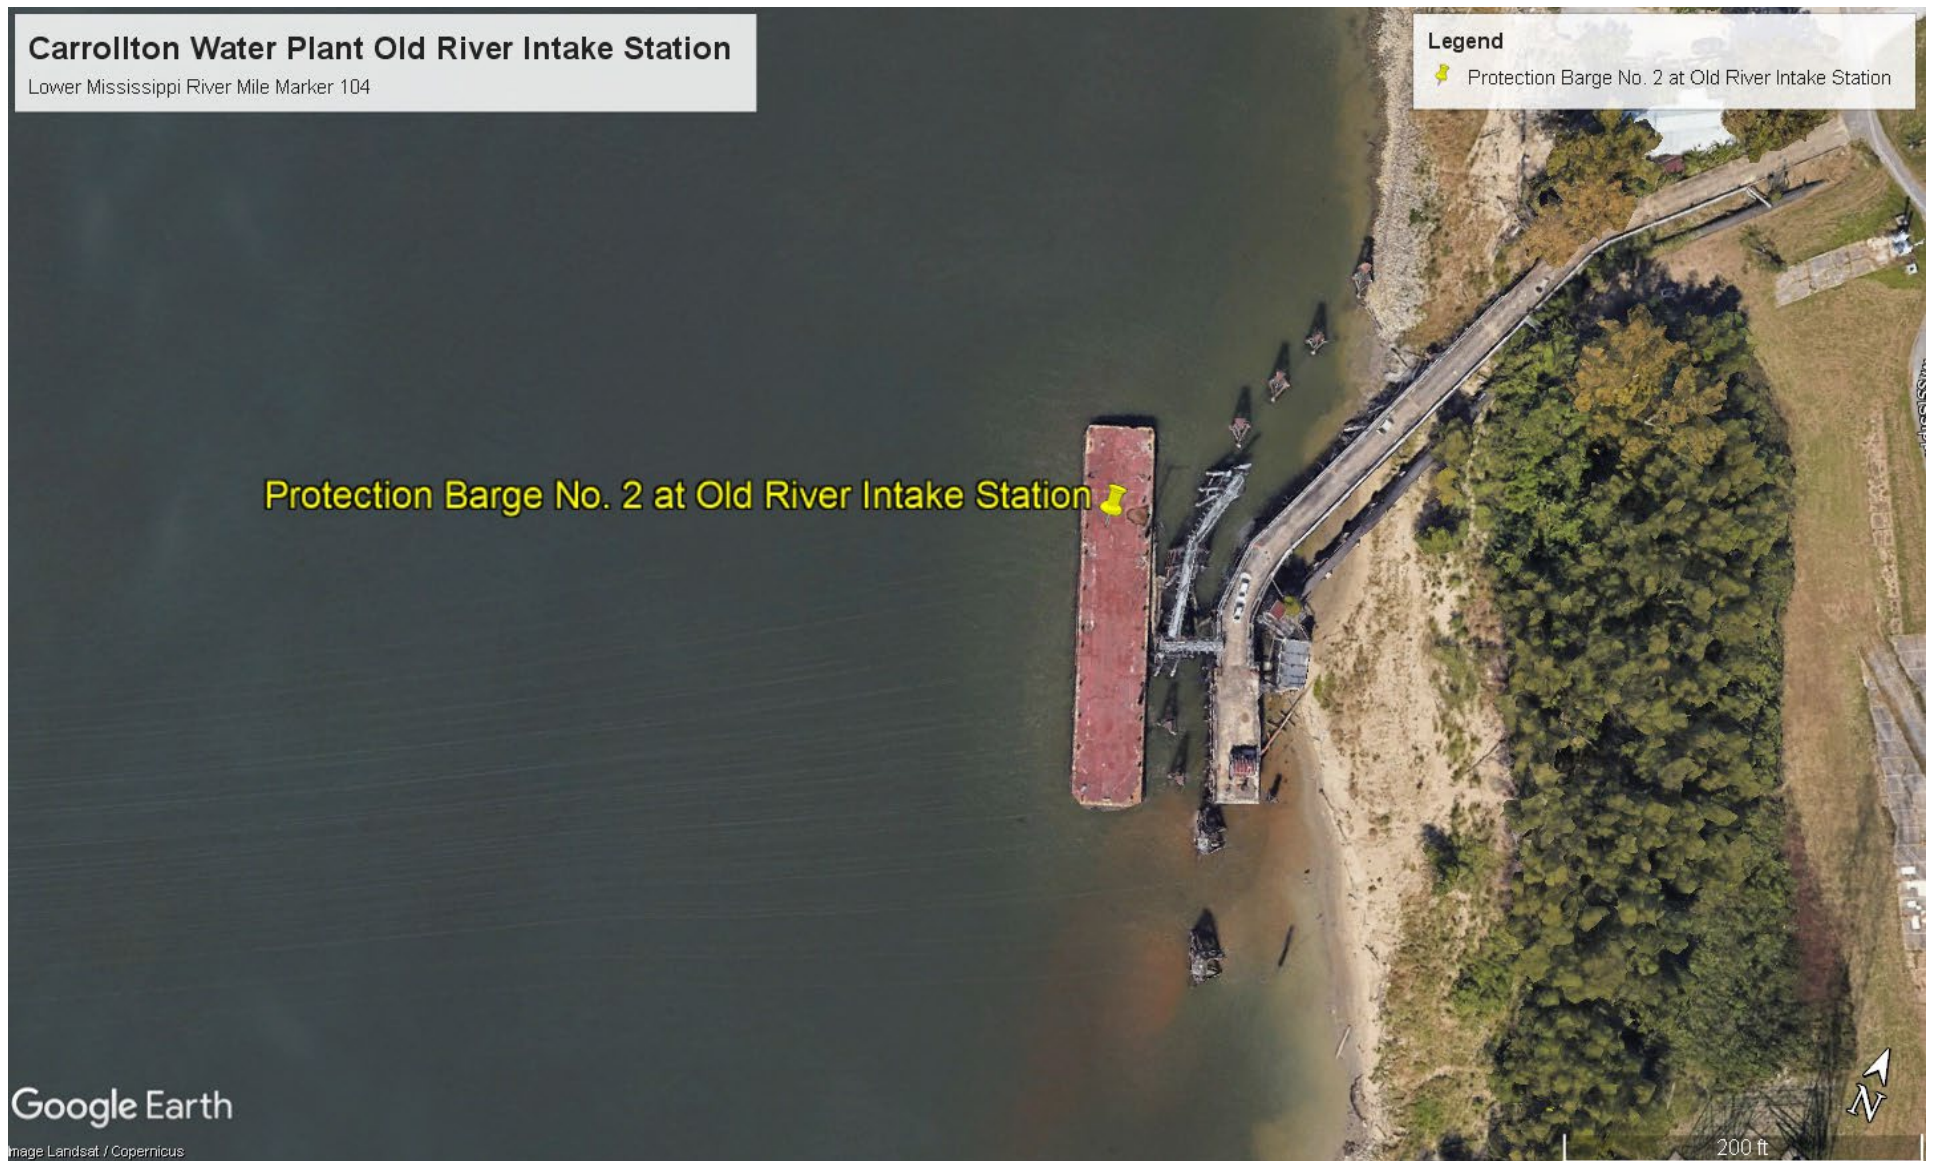 Carrollton Water Plant Old River Intake Station
Lower Mississippi River Mile Marker 104
Legend
Protection Barge No. 2 at Old River Intake Station
Protection Barge No. 2 at Old River Intake Station
N
Google Earth
mage Landsat / Copernicus
200 ft